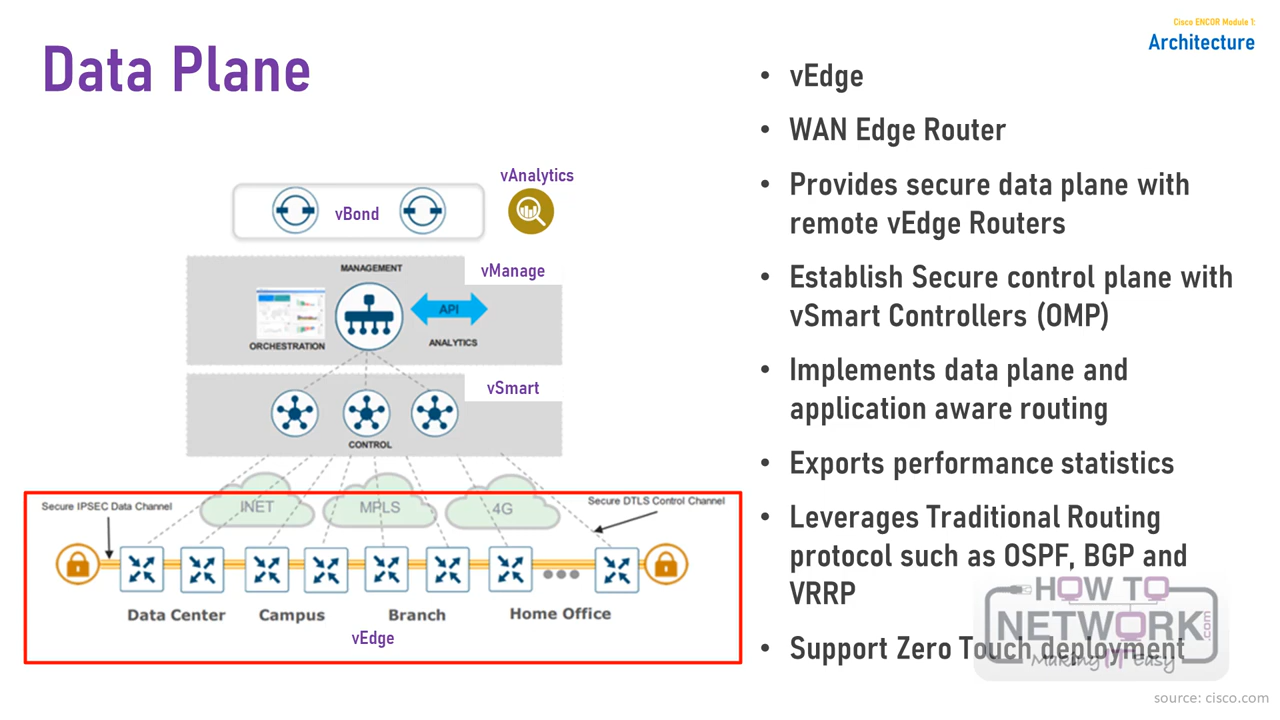 Cisco ENCOR Module 1:
Architecture
Data Plane
vAnalytics
vBond
MANAGEMENT
vManage
API
ORCHESTRATION
ANALYTICS
vSmart
CONTROL
INET
MPLS
4G
Secure IPSEC Data Channel
Secure DTLS Control Channel
Data Center
Campus
Branch
Home Office
vEdge
• vEdge
• WAN Edge Router
• Provides secure data plane with
remote vEdge Routers
• Establish Secure control plane with
vSmart Controllers (OMP)
• Implements data plane and
application aware routing
• Exports performance statistics
• Leverages Traditional Routing
protocol such as OSPF, BGP and
VRRP
• Support Zero Touch deployment
HOW TO
NETWORK.com
Making IT Easy
source: cisco.com